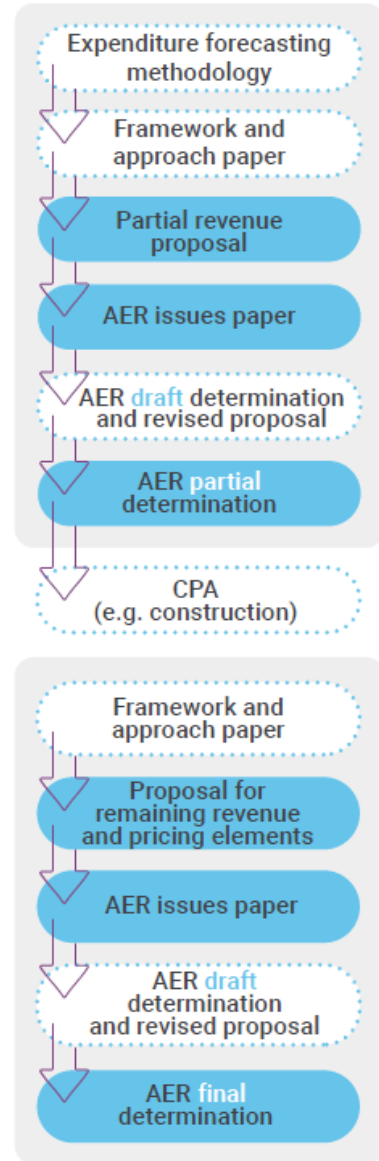 Expenditure forecasting
methodology
Framework and
approach paper
Partial revenue
proposal
AER issues paper
AER draft determination
and revised proposal
AER partial
determination
CPA
(e.g. construction)
Framework and
approach paper
Proposal for
remaining revenue
and pricing elements
AER issues paper
AER draft
determination
and revised proposal
AER final
determination